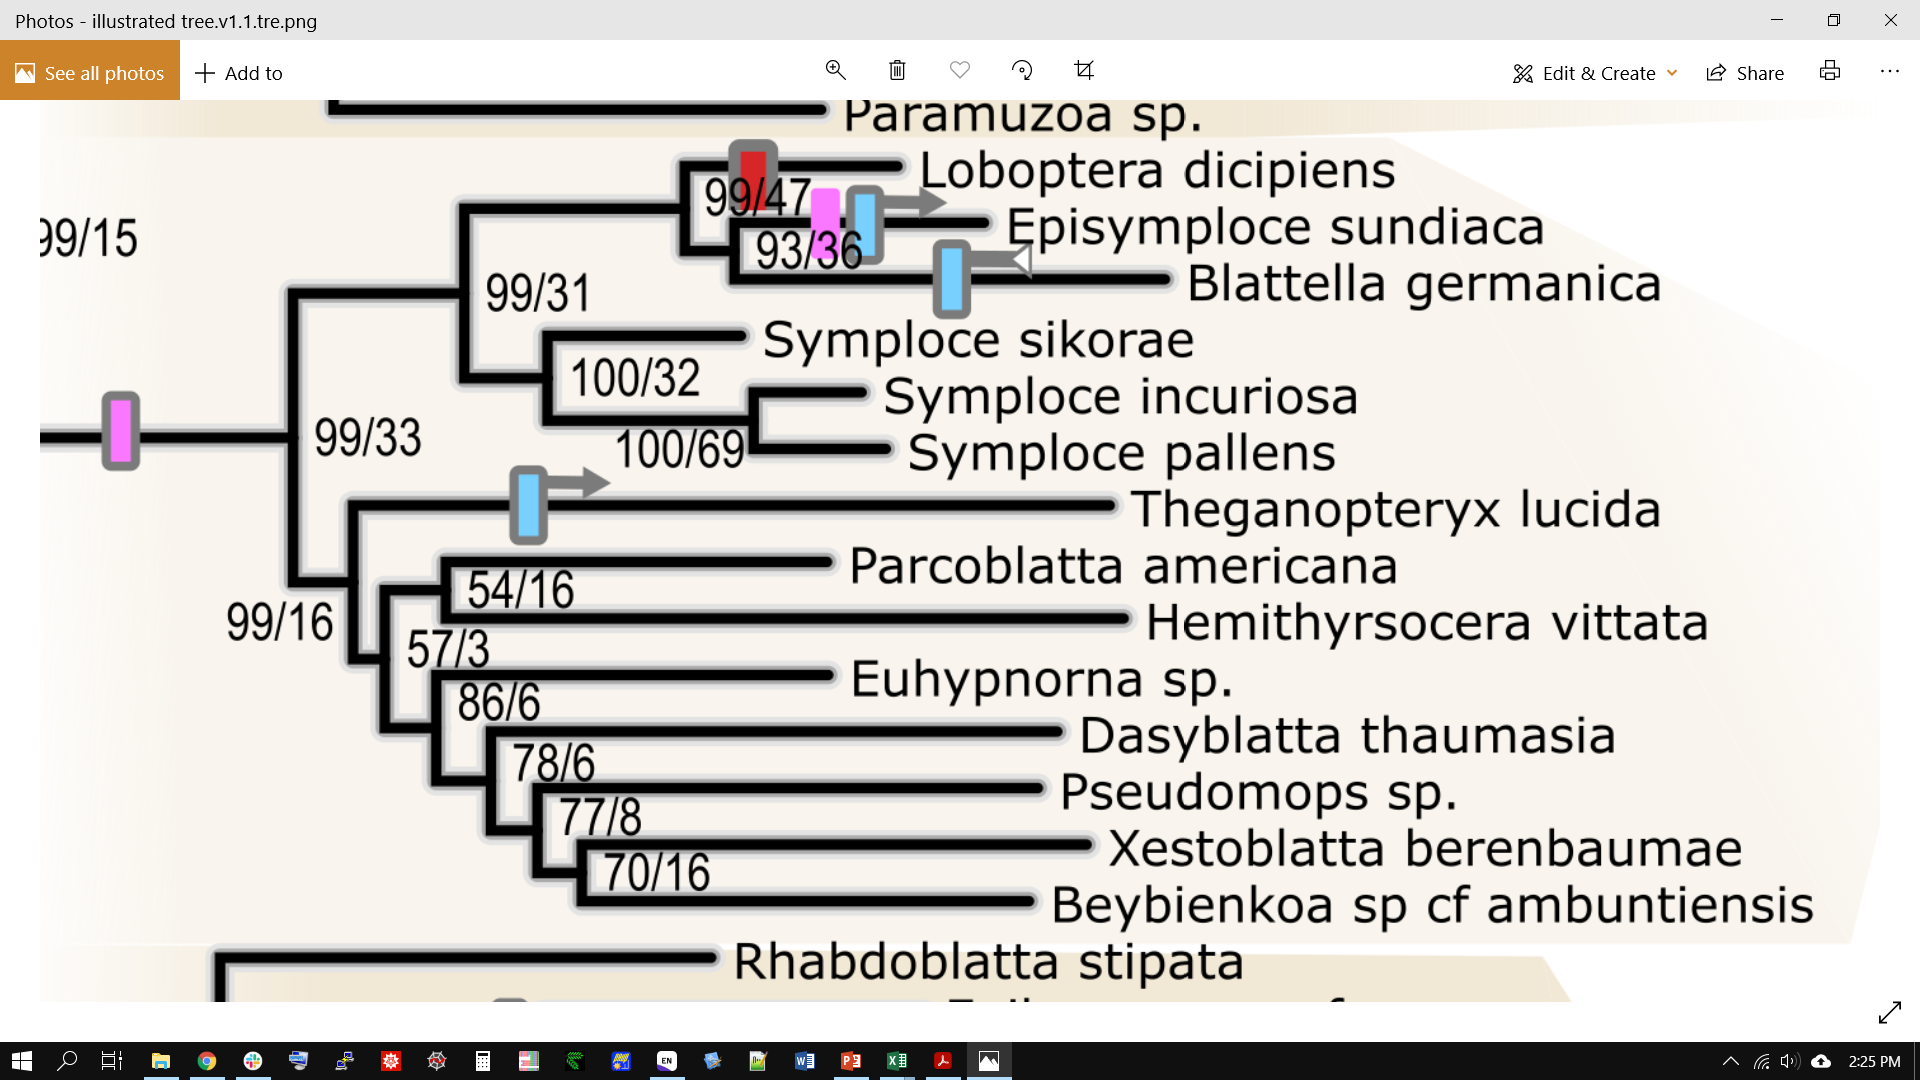 Photos - illustrated tree.v1.1.tre.png
See all photos
Add to
Edit & Create
Share
Paramuzoa sp.
Loboptera dicipiens
99/47
Episymploce sundiaca
99/15
93/36
Blattella germanica
99/31
Symploce sikorae
100/32
Symploce incuriosa
99/33
100/69
Symploce pallens
Theganopteryx lucida
Parcoblatta americana
54/16
99/16
Hemithyrsocera vittata
57/3
Euhypnorna sp.
86/6
Dasyblatta thaumasia
78/6
Pseudomops sp.
77/8
Xestoblatta berenbaumae
70/16
Beybienkoa sp cf ambuntiensis
Rhabdoblatta stipata
EN
2:25 PM